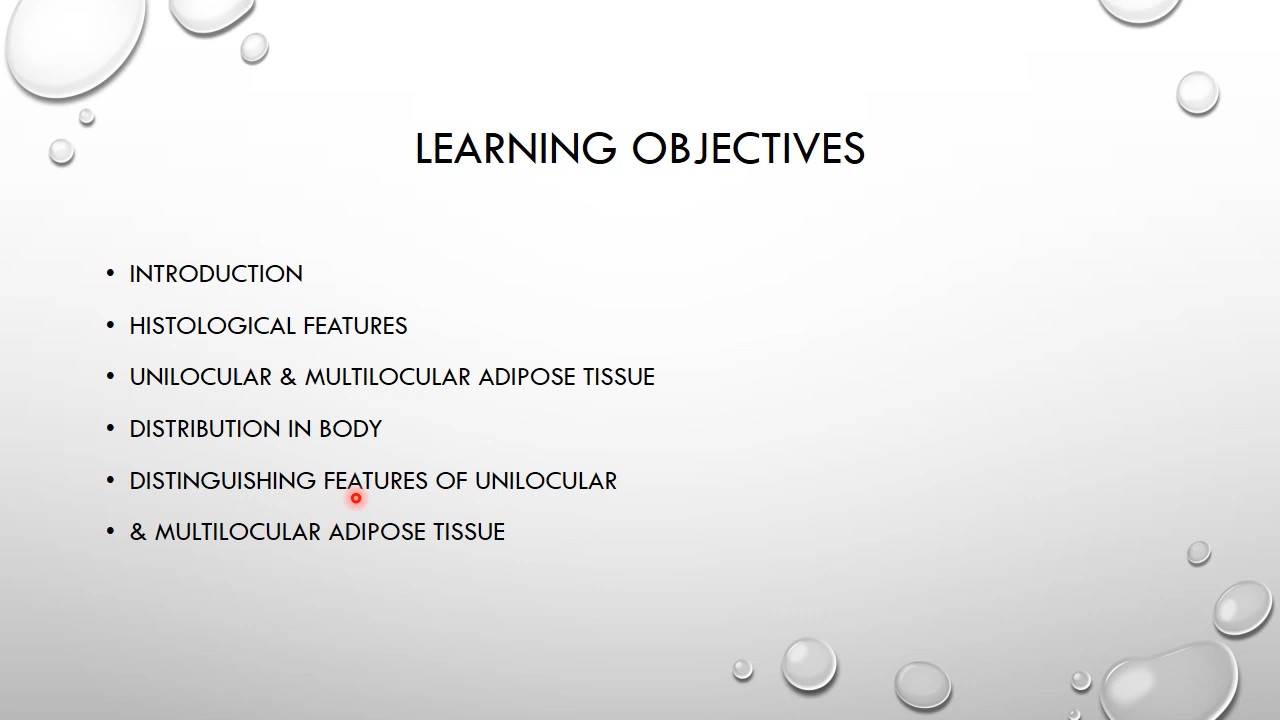 LEARNING OBJECTIVES
• INTRODUCTION
• HISTOLOGICAL FEATURES
• UNILOCULAR & MULTILOCULAR ADIPOSE TISSUE
• DISTRIBUTION IN BODY
• DISTINGUISHING FEATURES OF UNILOCULAR
• & MULTILOCULAR ADIPOSE TISSUE